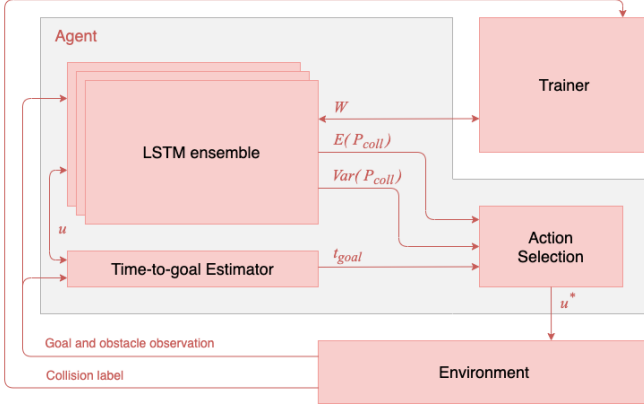 Agent
Trainer
LSTM ensemble
W
E(P_coll)
Var(P_coll)
u
Time-to-goal Estimator
t_goal
Action
Selection
u*
Goal and obstacle observation
Collision label
Environment